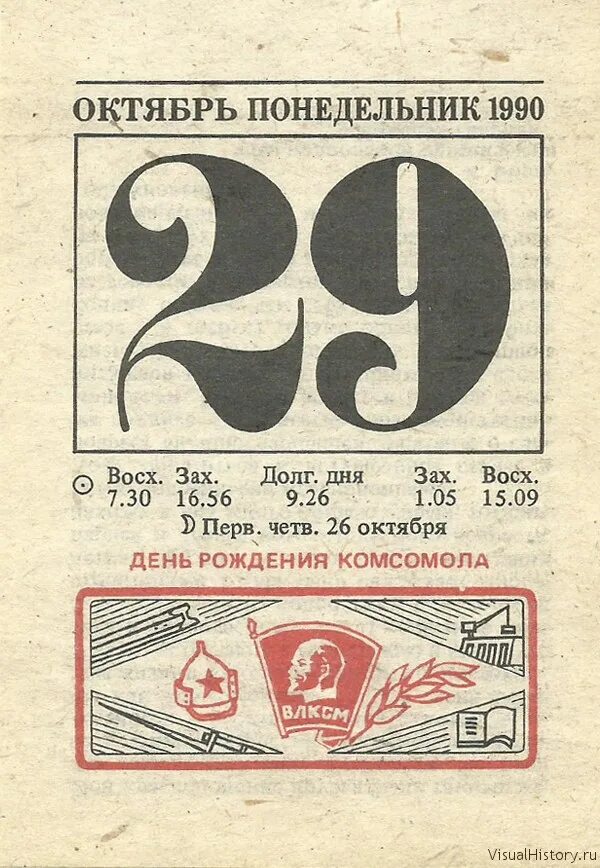 ОКТЯБРЬ ПОНЕДЕЛЬНИК 1990
29
Восх. Зах. Долг. дня Зах. Восх.
7.30 16.56 9.26 1.05 15.09
Перв. четв. 26 октября
ДЕНЬ РОЖДЕНИЯ КОМСОМОЛА
ВЛКСМ
VisualHistory.ru